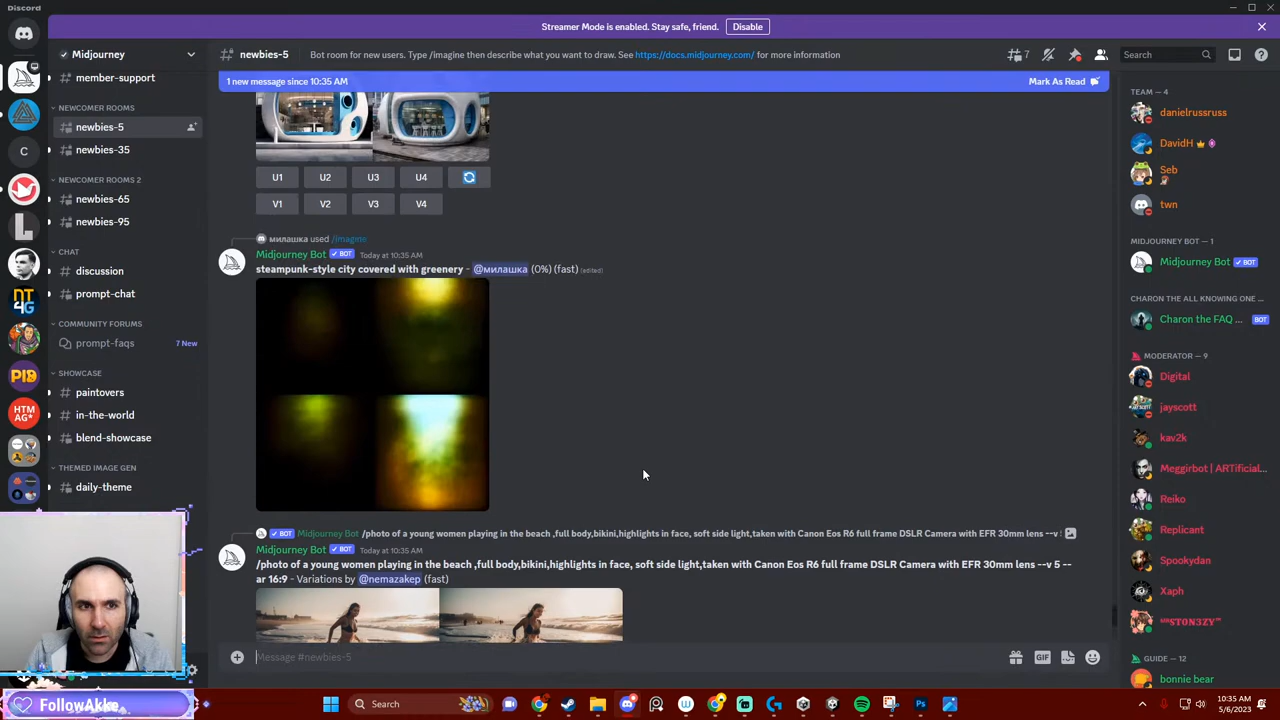 Discord
Streamer Mode is enabled. Stay safe, friend.
Disable
Midjourney
newbies-5
Bot room for new users. Type /imagine then describe what you want to draw. See https://docs.midjourney.com/ for more information
7
Search
member-support
NEWCOMER ROOMS
newbies-5
newbies-35
NEWCOMER ROOMS 2
newbies-65
newbies-95
CHAT
discussion
prompt-chat
COMMUNITY FORUMS
prompt-faqs
7 New
SHOWCASE
paintovers
in-the-world
blend-showcase
THEMED IMAGE GEN
daily-theme
C
NT
4G
PID
HTM
AG*
1 new message since 10:35 AM
Mark As Read
U1 U2 U3 U4
V1 V2 V3 V4
милашка used /imagine
Midjourney Bot ✓ BOT Today at 10:35 AM
steampunk-style city covered with greenery - @милашка (0%) (fast) (edited)
✓ BOT Midjourney Bot /photo of a young women playing in the beach ,full body,bikini,highlights in face, soft side light,taken with Canon Eos R6 full frame DSLR Camera with EFR 30mm lens --v
Midjourney Bot ✓ BOT Today at 10:35 AM
/photo of a young women playing in the beach ,full body,bikini,highlights in face, soft side light,taken with Canon Eos R6 full frame DSLR Camera with EFR 30mm lens --v 5 --
ar 16:9 - Variations by @nemazakep (fast)
Message #newbies-5
GIF
TEAM — 4
danielrussruss
DavidH
Seb
twn
MIDJOURNEY BOT — 1
Midjourney Bot ✓ BOT
CHARON THE ALL KNOWING ONE ...
Charon the FAQ ... BOT
MODERATOR — 9
Digital
jayscott
kav2k
Meggirbot | ARTificial...
Reiko
Replicant
Spookydan
Xaph
GUIDE — 12
bonnie bear
FollowAkke
Search
10:35 AM
5/6/2023